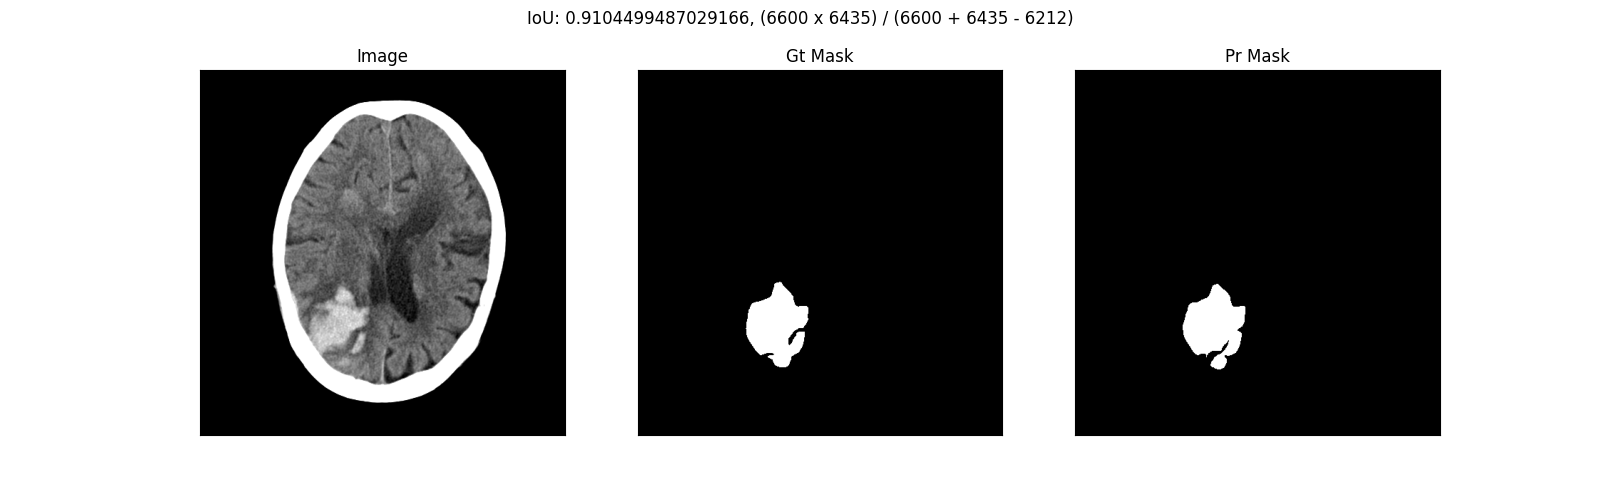 IoU: 0.9104499487029166, (6600 x 6435) / (6600 + 6435 - 6212)
Image
Gt Mask
Pr Mask